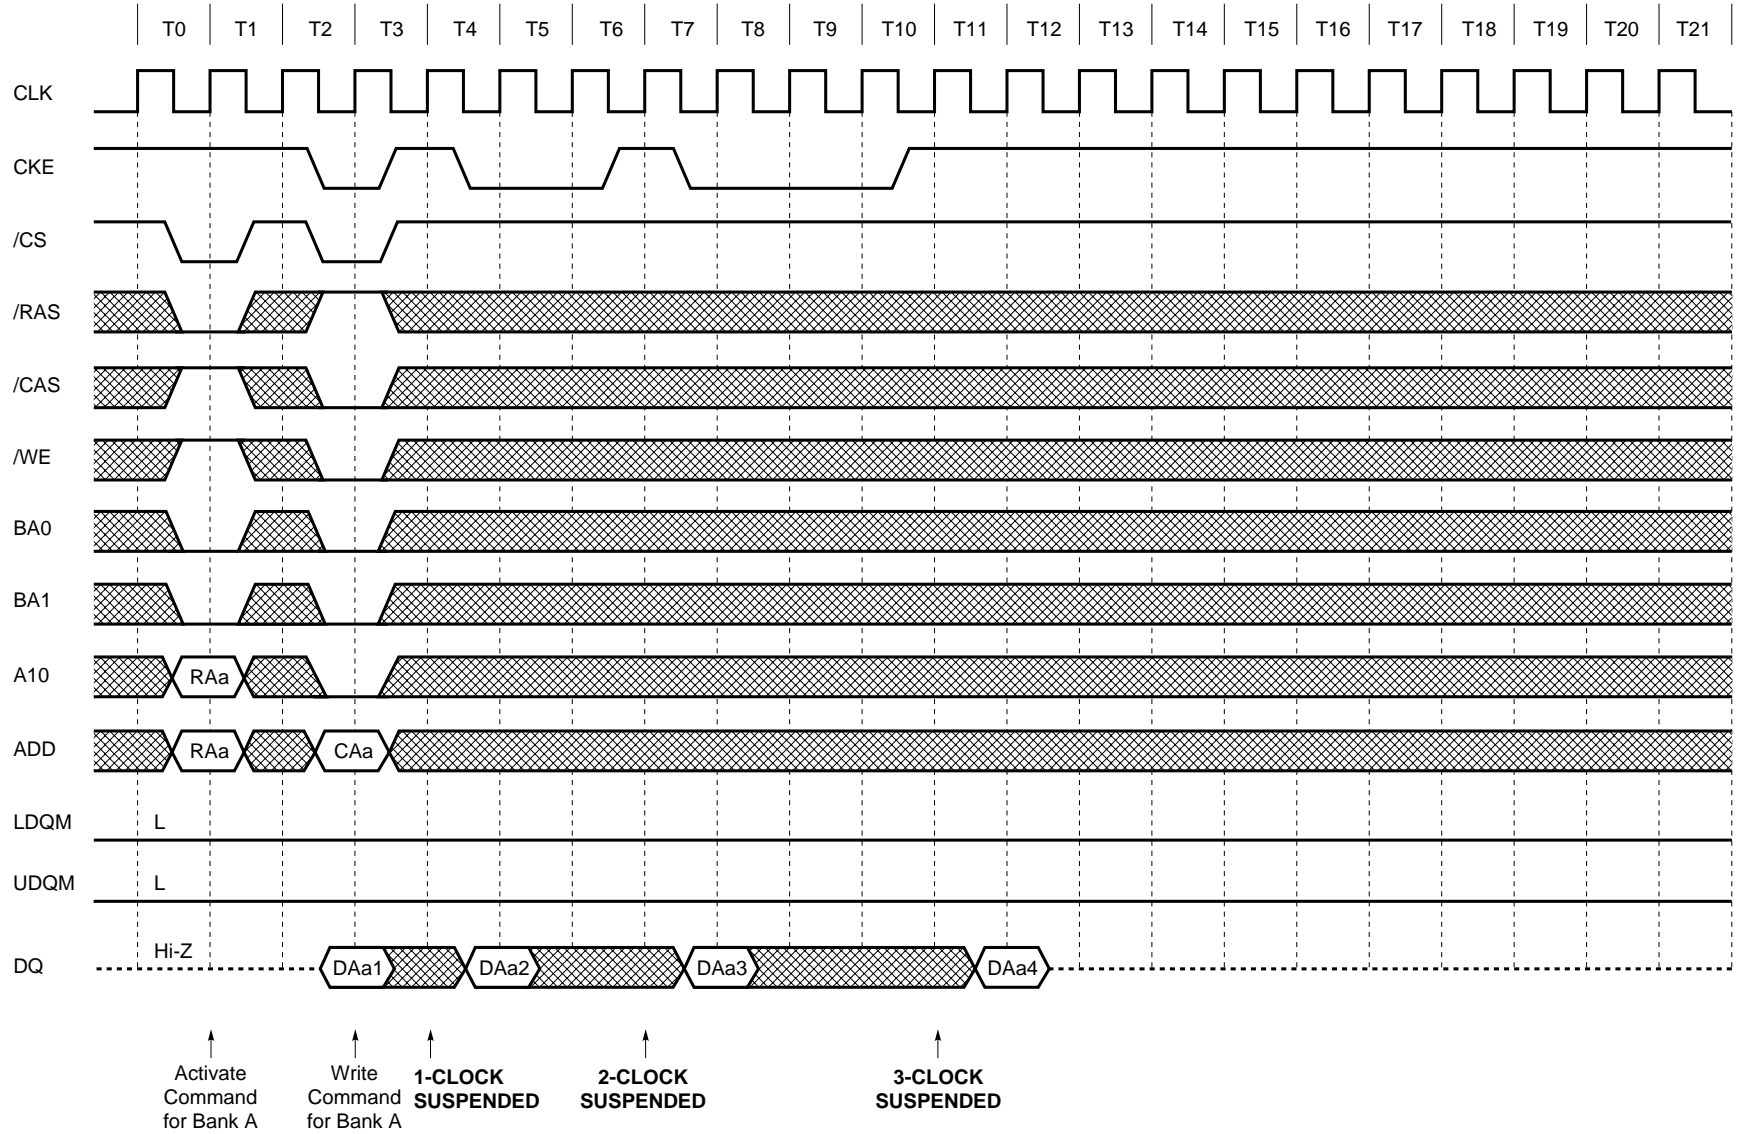 T0 T1 T2 T3 T4 T5 T6 T7 T8 T9 T10 T11 T12 T13 T14 T15 T16 T17 T18 T19 T20 T21
CLK
CKE
/CS
/RAS
/CAS
/WE
BA0
BA1
A10 RAa
ADD RAa CAa
LDQM L
UDQM L
DQ Hi-Z DAa1 DAa2 DAa3 DAa4
Activate
Command
for Bank A
Write
Command
for Bank A
1-CLOCK
SUSPENDED
2-CLOCK
SUSPENDED
3-CLOCK
SUSPENDED